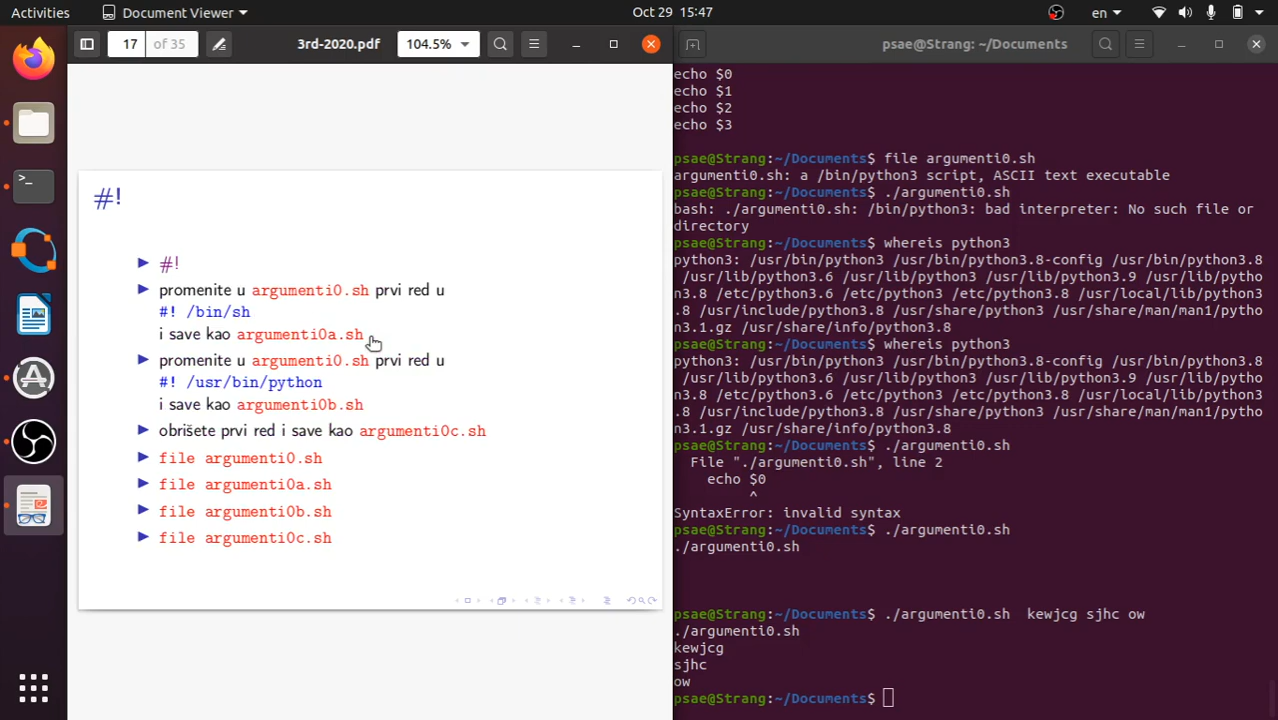 Activities
Document Viewer
Oct 29 15:47
en
17 of 35
3rd-2020.pdf
104.5%
psae@Strang: ~/Documents
#!
#!
promenite u argumenti0.sh prvi red u
#! /bin/sh
i save kao argumenti0a.sh
promenite u argumenti0.sh prvi red u
#! /usr/bin/python
i save kao argumenti0b.sh
obrišete prvi red i save kao argumenti0c.sh
file argumenti0.sh
file argumenti0a.sh
file argumenti0b.sh
file argumenti0c.sh
echo $0
echo $1
echo $2
echo $3
psae@Strang:~/Documents$ file argumenti0.sh
argumenti0.sh: a /bin/python3 script, ASCII text executable
psae@Strang:~/Documents$ ./argumenti0.sh
bash: ./argumenti0.sh: /bin/python3: bad interpreter: No such file or
directory
psae@Strang:~/Documents$ whereis python3
python3: /usr/bin/python3 /usr/bin/python3.8-config /usr/bin/python3.8
/usr/lib/python3.6 /usr/lib/python3.9 /usr/lib/python3.8 /usr/lib/pytho
n3.8 /etc/python3.6 /etc/python3 /etc/python3.8 /usr/local/lib/python3.8
 /usr/include/python3.8 /usr/share/python3 /usr/share/man/man1/pytho
n3.1.gz /usr/share/info/python3.8
psae@Strang:~/Documents$ whereis python3
python3: /usr/bin/python3 /usr/bin/python3.8-config /usr/bin/python3.8
 /usr/lib/python3.6 /usr/lib/python3.8 /usr/lib/python3.9 /usr/lib/pytho
n3.8 /etc/python3.6 /etc/python3 /etc/python3.8 /usr/local/lib/python3.
8 /usr/include/python3.8 /usr/share/python3 /usr/share/man/man1/pytho
n3.1.gz /usr/share/info/python3.8
psae@Strang:~/Documents$ ./argumenti0.sh
File "./argumenti0.sh", line 2
echo $0
^
SyntaxError: invalid syntax
psae@Strang:~/Documents$ ./argumenti0.sh
./argumenti0.sh
psae@Strang:~/Documents$ ./argumenti0.sh  kewjcg sjhc ow
./argumenti0.sh
kewjcg
sjhc
ow
psae@Strang:~/Documents$